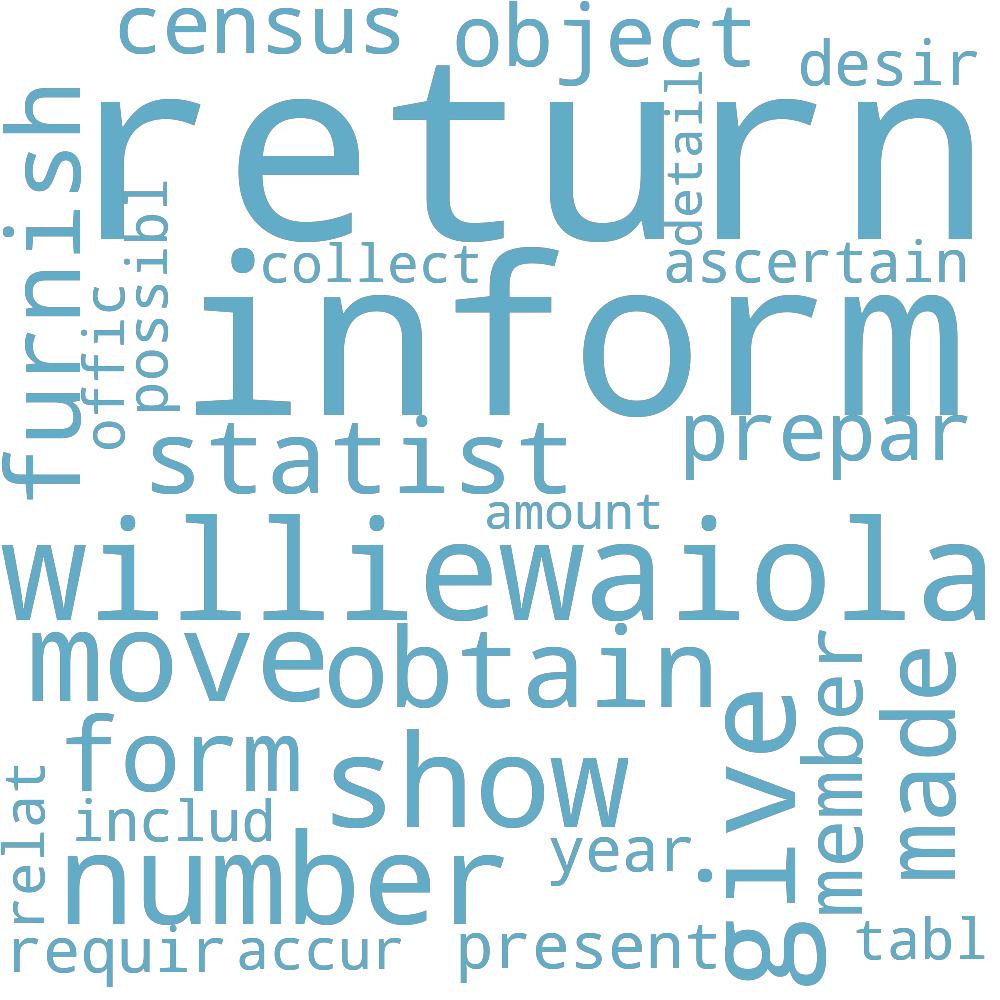 census
object
desir
return
furnish
detail
possibl
collect
ascertain
offic
inform
statist
prepar
amount
williewaiola
move
obtain
member
made
give
form
show
relat
includ
year
number
requir
accur
present
tabl